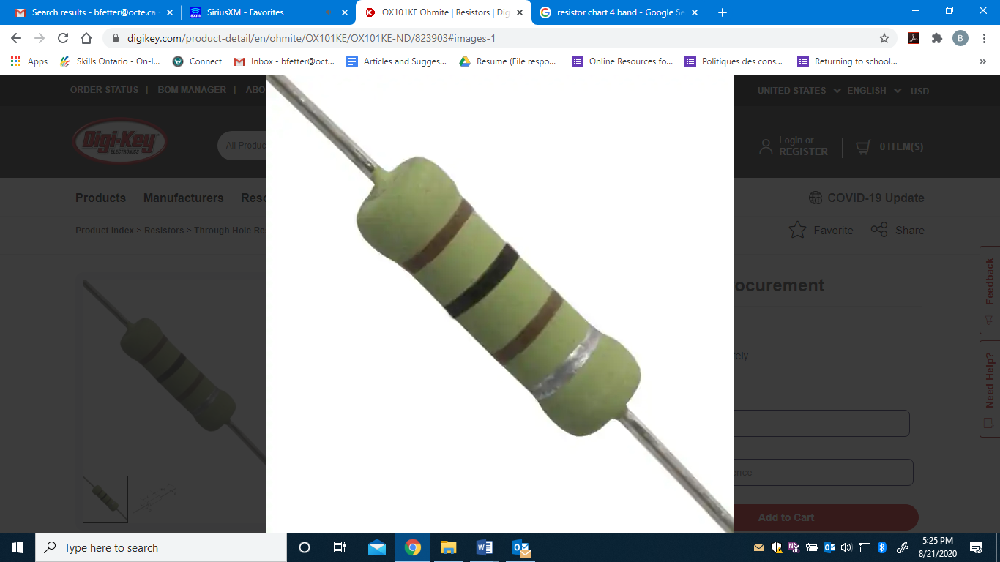 Search results - bfetter@octe.ca
SiriusXM - Favorites
OX101KE Ohmite | Resistors | Dig
resistor chart 4 band - Google Se
digikey.com/product-detail/en/ohmite/OX101KE/OX101KE-ND/823903#images-1
B
Apps
Skills Ontario - On-l...
Connect
Inbox - bfetter@oct...
Articles and Sugges...
Resume (File respo...
Online Resources fo...
Politiques des cons...
Returning to school...
»
ORDER STATUS | BOM MANAGER | ABO
UNITED STATES ENGLISH USD
Digi-Key
ELECTRONICS
All Produc
Login or
REGISTER
0 ITEM(S)
Products Manufacturers Reso
COVID-19 Update
Product Index > Resistors > Through Hole Re
Favorite Share
Feedback
ocurement
Need Help?
tely
nce
Add to Cart
Type here to search
5:25 PM
8/21/2020